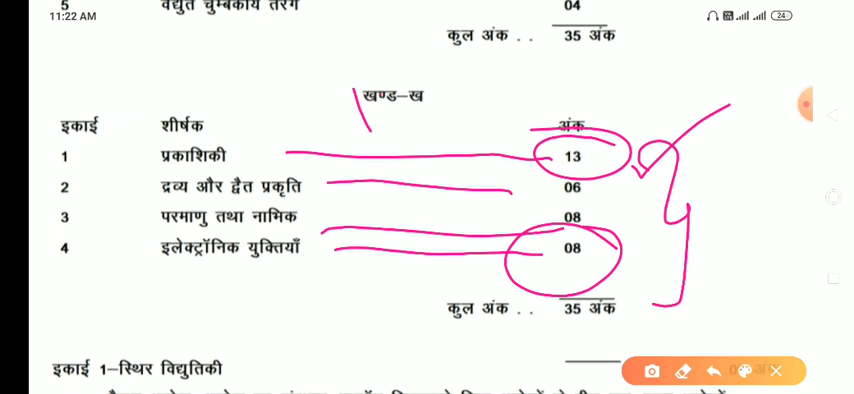 5 विद्युत चुम्बकीय तरंग 04
11:22 AM 24
कुल अंक . . 35 अंक
खण्ड–ख
इकाई शीर्षक अंक
1 प्रकाशिकी 13
2 द्रव्य और द्वैत प्रकृति 06
3 परमाणु तथा नाभिक 08
4 इलेक्ट्रॉनिक युक्तियाँ 08
कुल अंक . . 35 अंक
इकाई 1–स्थिर विद्युतिकी